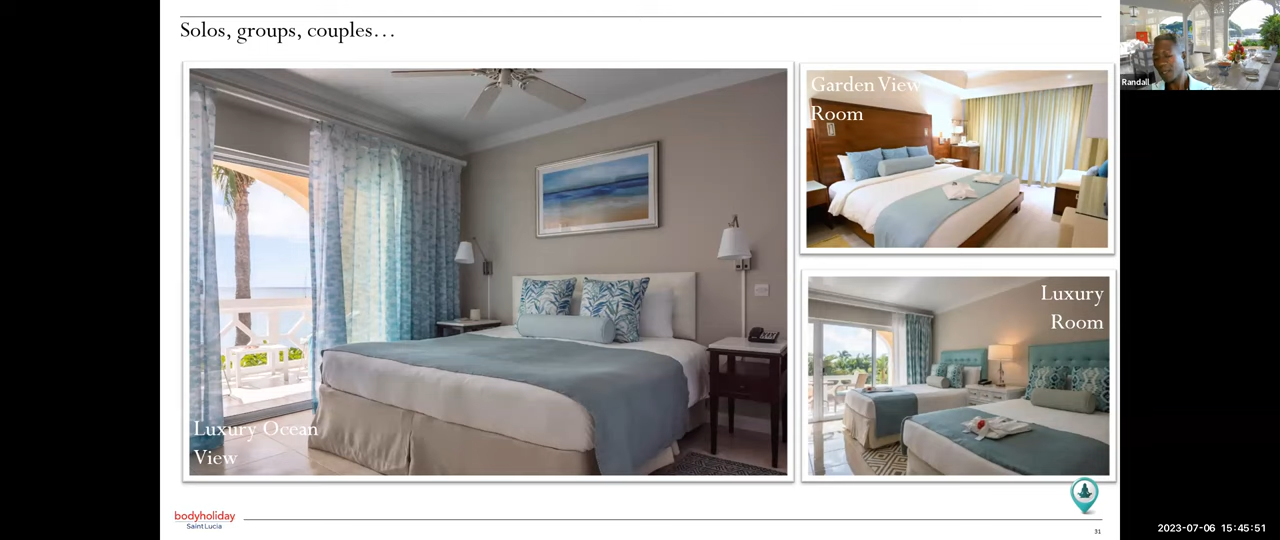 Solos, groups, couples…
Garden View
Room
Randall
Luxury
Room
Luxury Ocean
View
bodyholiday
Saint Lucia
31
2023-07-06 15:45:51